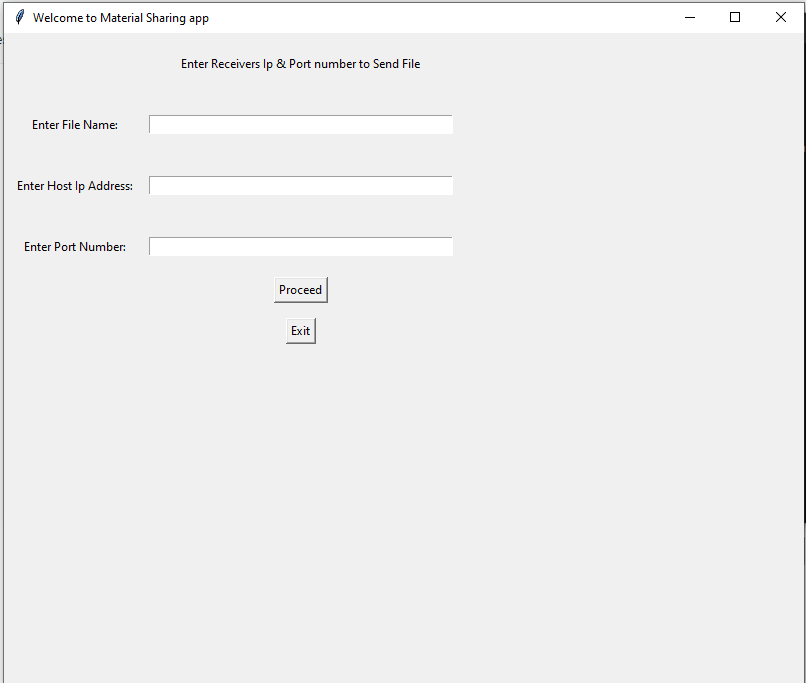 Welcome to Material Sharing app
Enter Receivers Ip & Port number to Send File
Enter File Name:
Enter Host Ip Address:
Enter Port Number:
Proceed
Exit